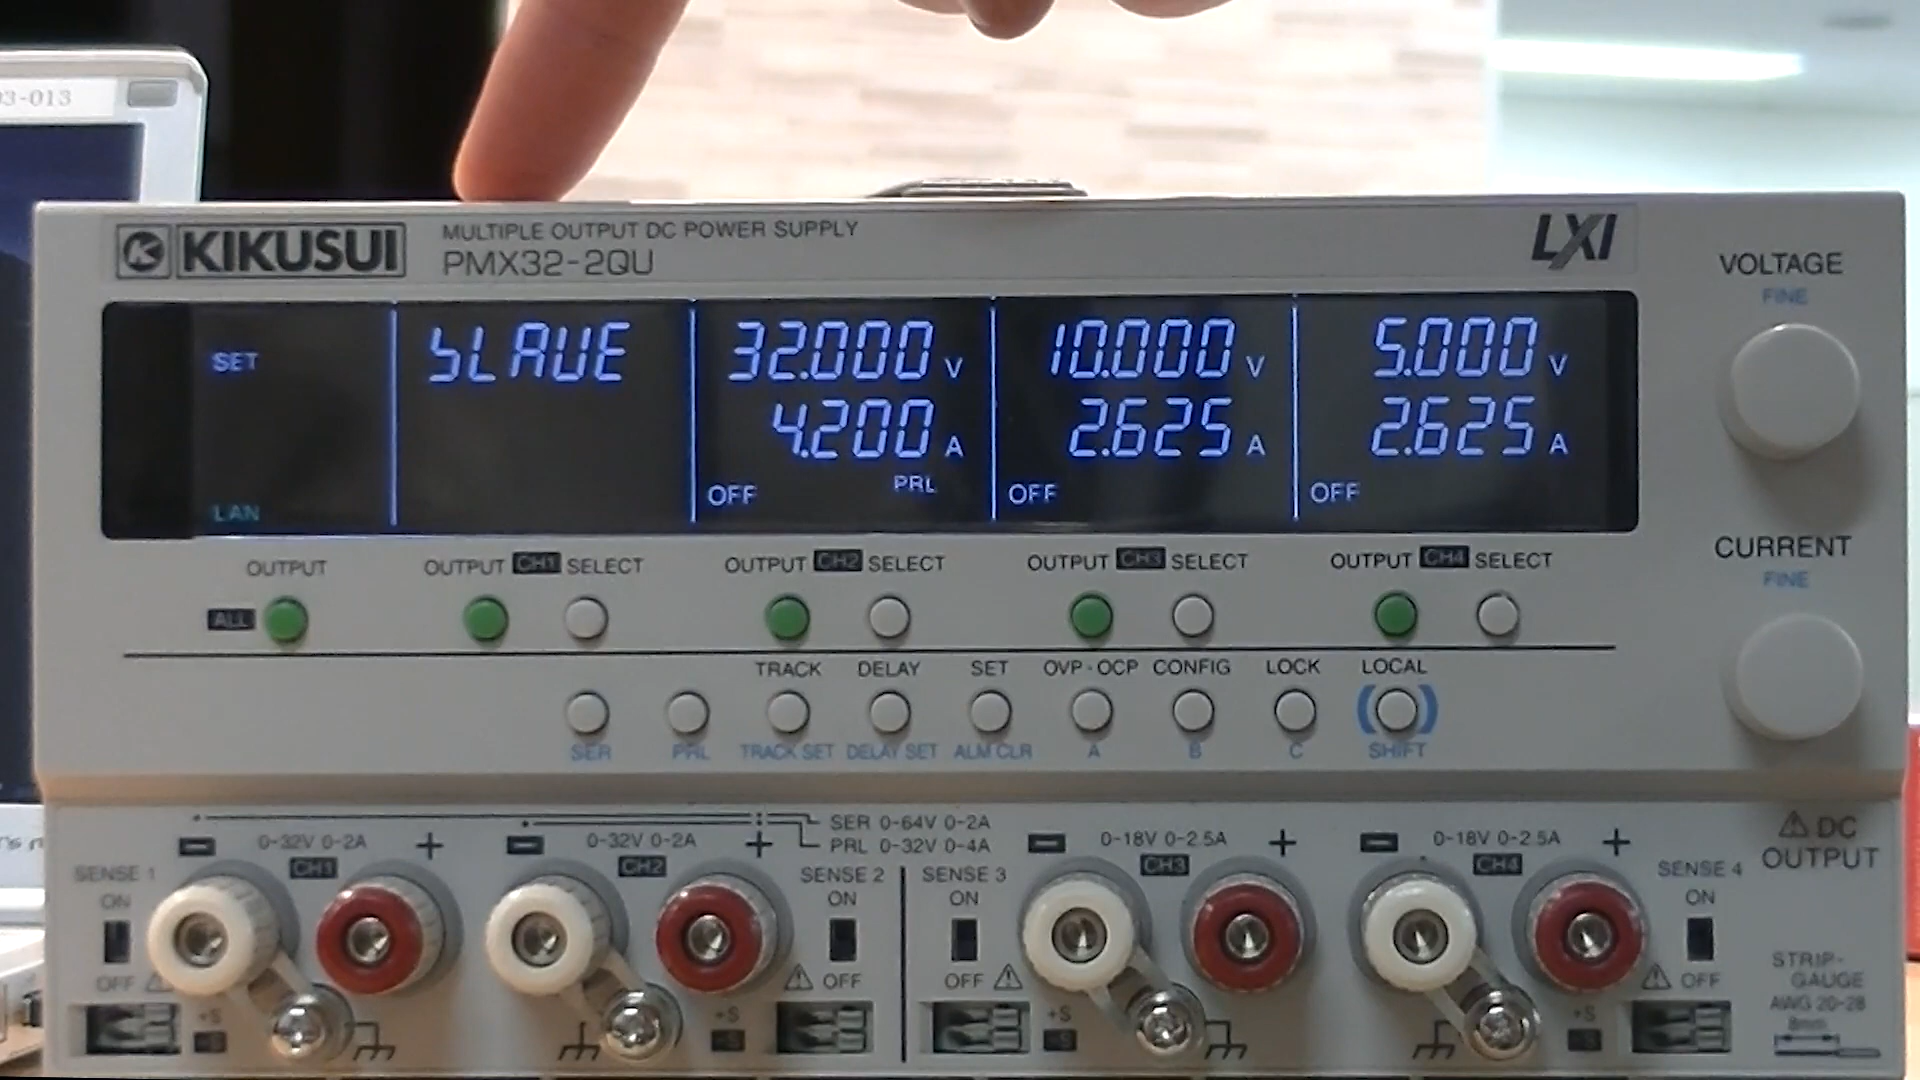 03-013
KIKUSUI
MULTIPLE OUTPUT DC POWER SUPPLY
PMX32-2QU
LXI
VOLTAGE
FINE
SET
SLAVE
32.000 V
10.000 V
5.000 V
4.200 A
2.625 A
2.625 A
OFF
PRL
OFF
OFF
LAN
CURRENT
FINE
OUTPUT
OUTPUT CH1 SELECT
OUTPUT CH2 SELECT
OUTPUT CH3 SELECT
OUTPUT CH4 SELECT
ALL
TRACK DELAY SET OVP·OCP CONFIG LOCK LOCAL
SER PRL TRACK SET DELAY SET ALM CLR A B C SHIFT
SER 0-64V 0-2A
PRL 0-32V 0-4A
0-32V 0-2A
CH1
0-32V 0-2A
CH2
0-18V 0-2.5A
CH3
0-18V 0-2.5A
CH4
⚠ DC
OUTPUT
SENSE 1
ON
OFF
SENSE 2
ON
OFF
SENSE 3
ON
OFF
SENSE 4
ON
OFF
+S
-S
+S
-S
+S
-S
+S
-S
STRIP-
GAUGE
AWG 20-28
8mm